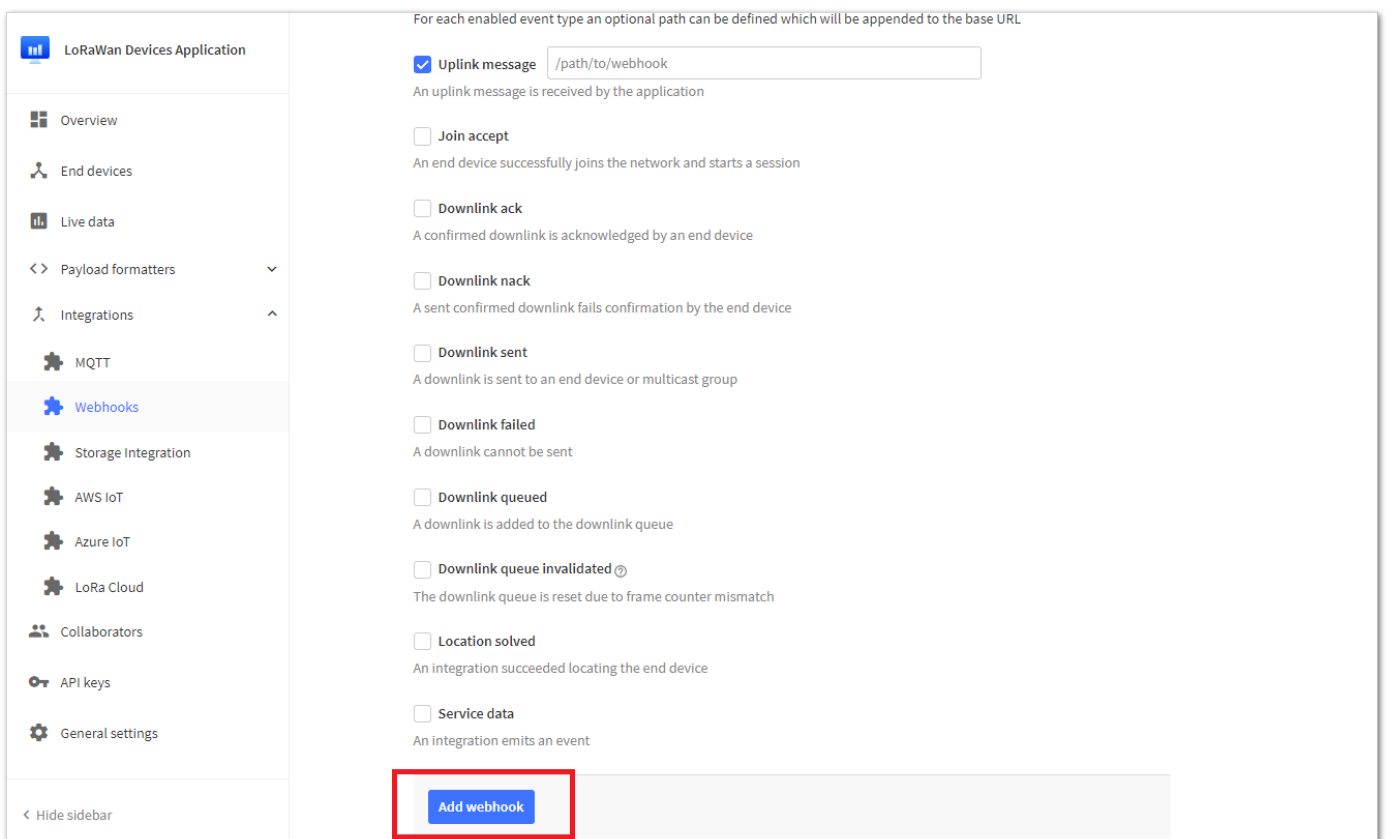 LoRaWan Devices Application
Overview
End devices
Live data
Payload formatters
Integrations
MQTT
Webhooks
Storage Integration
AWS IoT
Azure IoT
LoRa Cloud
Collaborators
API keys
General settings
Hide sidebar
For each enabled event type an optional path can be defined which will be appended to the base URL
Uplink message /path/to/webhook
An uplink message is received by the application
Join accept
An end device successfully joins the network and starts a session
Downlink ack
A confirmed downlink is acknowledged by an end device
Downlink nack
A sent confirmed downlink fails confirmation by the end device
Downlink sent
A downlink is sent to an end device or multicast group
Downlink failed
A downlink cannot be sent
Downlink queued
A downlink is added to the downlink queue
Downlink queue invalidated
The downlink queue is reset due to frame counter mismatch
Location solved
An integration succeeded locating the end device
Service data
An integration emits an event
Add webhook